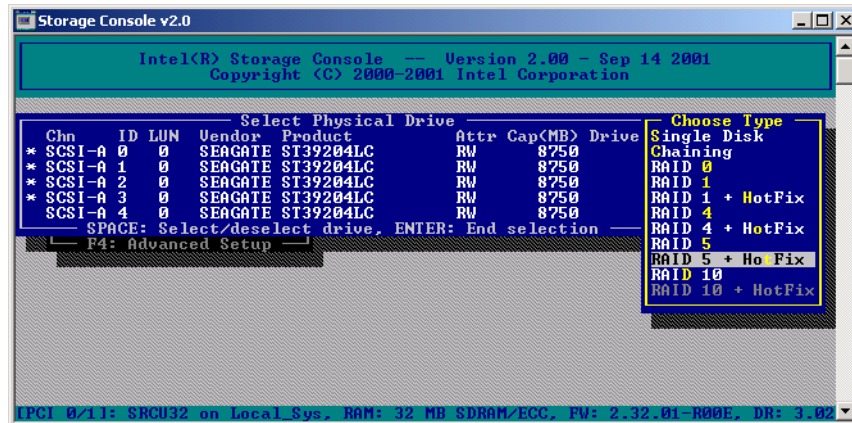 Storage Console v2.0
Intel(R) Storage Console -- Version 2.00 - Sep 14 2001
Copyright (C) 2000-2001 Intel Corporation
Select Physical Drive
Chn ID LUN Vendor Product Attr Cap(MB) Drive
* SCSI-A 0 0 SEAGATE ST39204LC RW 8750
* SCSI-A 1 0 SEAGATE ST39204LC RW 8750
* SCSI-A 2 0 SEAGATE ST39204LC RW 8750
* SCSI-A 3 0 SEAGATE ST39204LC RW 8750
SCSI-A 4 0 SEAGATE ST39204LC RW 8750
SPACE: Select/deselect drive, ENTER: End selection
F4: Advanced Setup
Choose Type
Single Disk
Chaining
RAID 0
RAID 1
RAID 1 + HotFix
RAID 4
RAID 4 + HotFix
RAID 5
RAID 5 + HotFix
RAID 10
RAID 10 + HotFix
[PCI 0/1]: SRCU32 on Local_Sys, RAM: 32 MB SDRAM/ECC, FW: 2.32.01-R00E, DR: 3.02